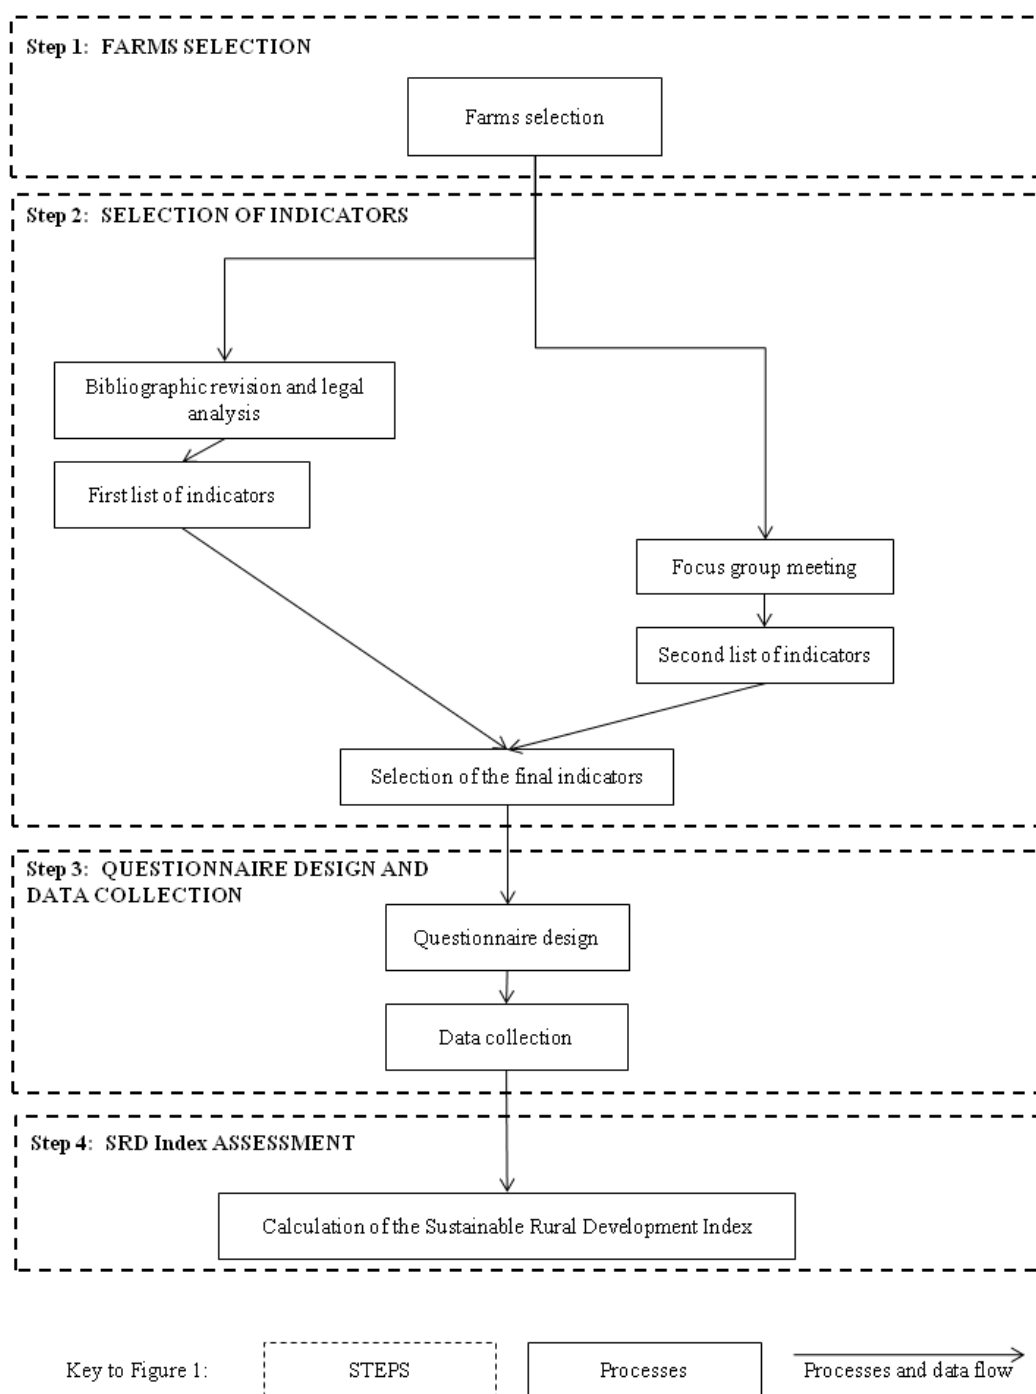 Step 1: FARMS SELECTION
Farms selection
Step 2: SELECTION OF INDICATORS
Bibliographic revision and legal
analysis
First list of indicators
Focus group meeting
Second list of indicators
Selection of the final indicators
Step 3: QUESTIONNAIRE DESIGN AND
DATA COLLECTION
Questionnaire design
Data collection
Step 4: SRD Index ASSESSMENT
Calculation of the Sustainable Rural Development Index
Key to Figure 1:
STEPS
Processes
Processes and data flow